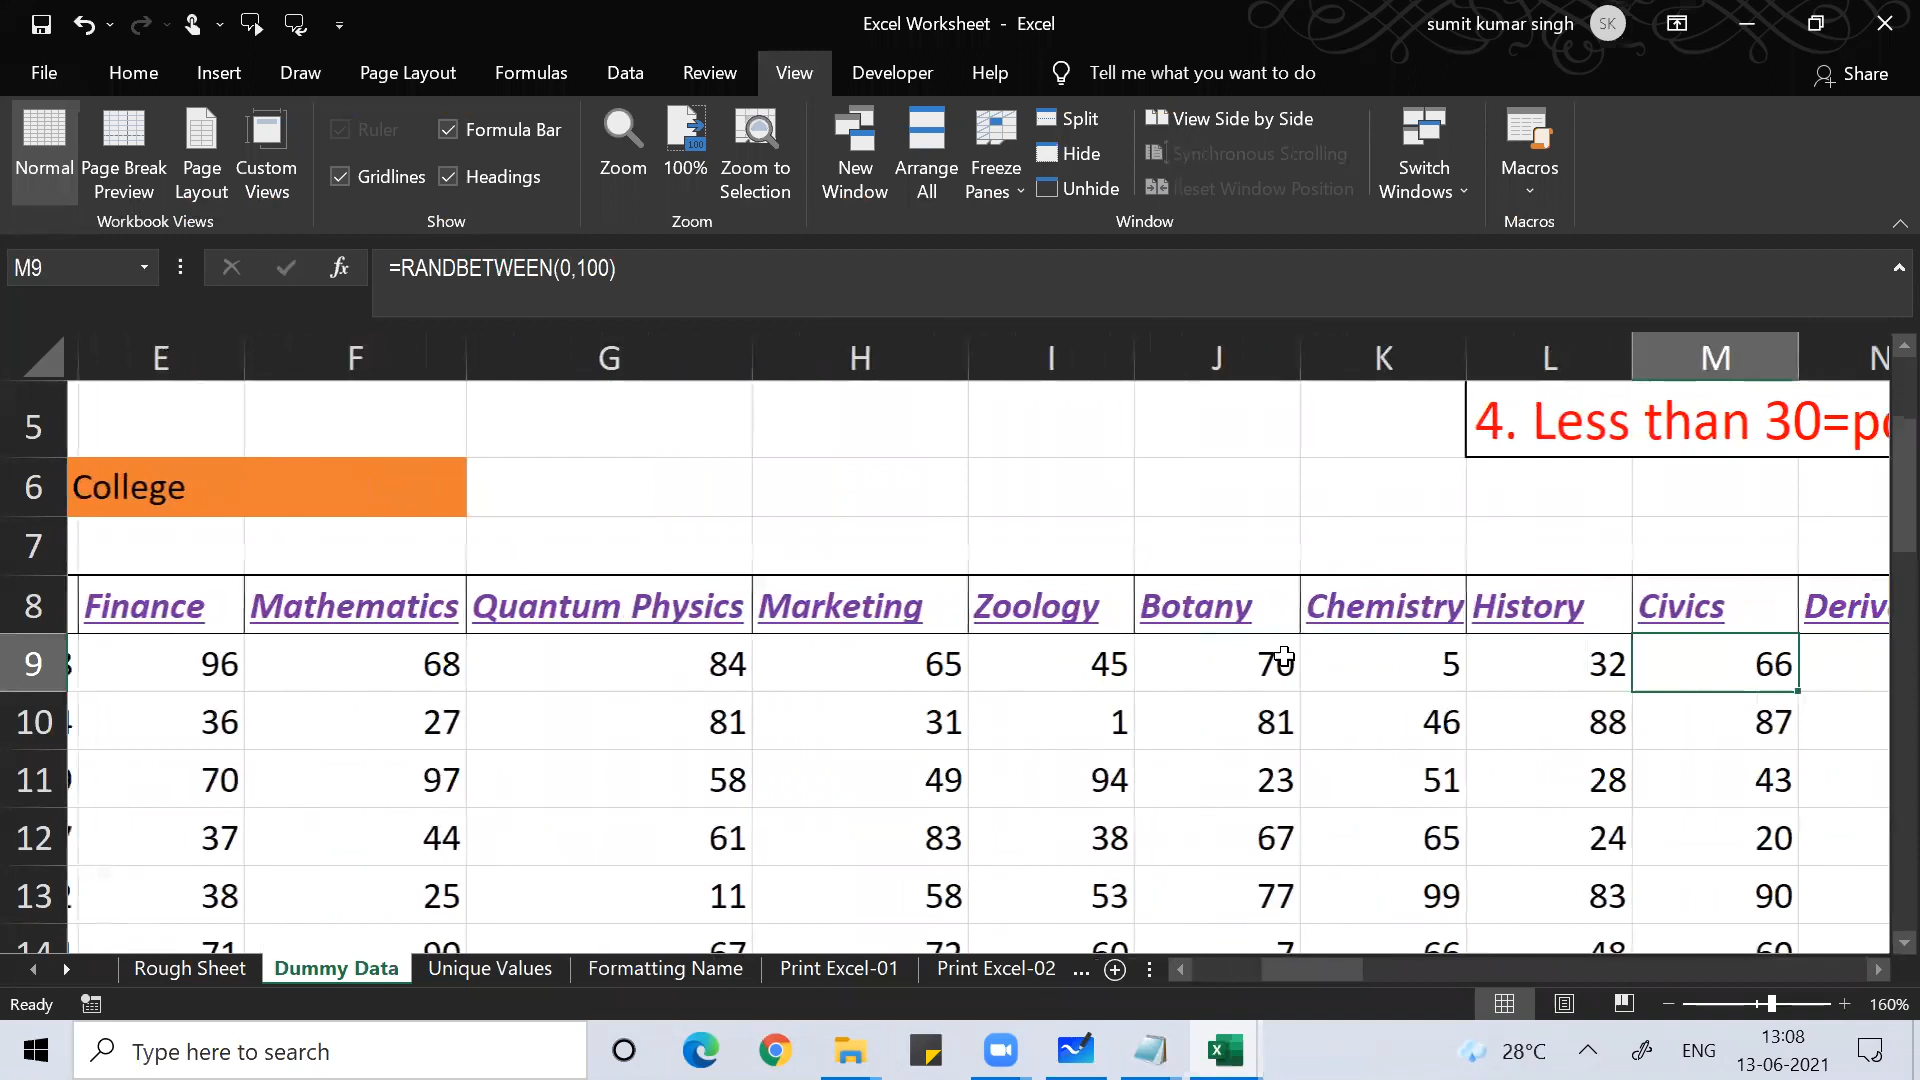 Excel Worksheet - Excel
sumit kumar singh
SK
File Home Insert Draw Page Layout Formulas Data Review View Developer Help Tell me what you want to do Share
Normal
Page Break Preview
Page Layout
Custom Views
Workbook Views
Ruler Formula Bar
Gridlines Headings
Show
Zoom
100%
100
Zoom to Selection
Zoom
New Window
Arrange All
Freeze Panes
Split
Hide
Unhide
View Side by Side
Synchronous Scrolling
Reset Window Position
Window
Switch Windows
Macros
Macros
M9 fx =RANDBETWEEN(0,100)
E F G H I J K L M N
5 4. Less than 30=
6 College
7
8 Finance Mathematics Quantum Physics Marketing Zoology Botany Chemistry History Civics Deriv
9 96 68 84 65 45 5 32 66
10 36 27 81 31 1 81 46 88 87
11 70 97 58 49 94 23 51 28 43
12 37 44 61 83 38 67 65 24 20
13 38 25 11 58 53 77 99 83 90
14 71 90 67 72 60 7 66 48 60
Rough Sheet Dummy Data Unique Values Formatting Name Print Excel-01 Print Excel-02 ...
Ready 160%
Type here to search
28°C ENG
13:08
13-06-2021